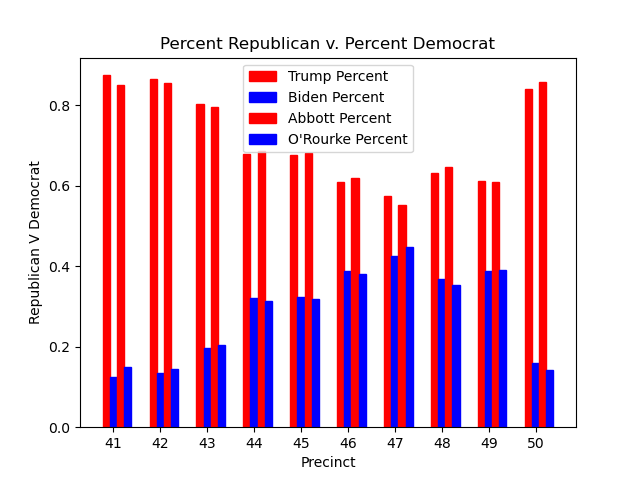 Percent Republican v. Percent Democrat
Trump Percent
Biden Percent
Abbott Percent
O'Rourke Percent
Republican V Democrat
0.8
0.6
0.4
0.2
0.0
41 42 43 44 45 46 47 48 49 50
Precinct